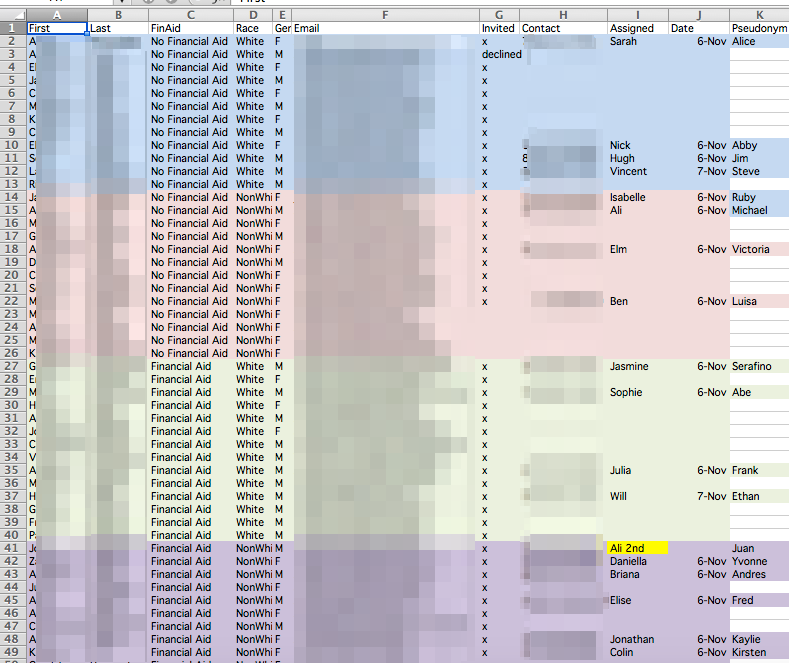 A B C D E F G H I J K
1 First Last FinAid Race Ger Email Invited Contact Assigned Date Pseudonym
2 A No Financial Aid White F x Sarah 6-Nov Alice
3 A No Financial Aid White M declined
4 No Financial Aid White F x
5 No Financial Aid White M x
6 C No Financial Aid White F x
7 M No Financial Aid White M x
8 K No Financial Aid White F x
9 C No Financial Aid White M x
10 No Financial Aid White F x Nick 6-Nov Abby
11 No Financial Aid White M x 8 Hugh 6-Nov Jim
12 No Financial Aid White F x Vincent 7-Nov Steve
13 R No Financial Aid White M x
14 No Financial Aid NonWhi F x Isabelle 6-Nov Ruby
15 A No Financial Aid NonWhi M x Ali 6-Nov Michael
16 M No Financial Aid NonWhi F x
17 G No Financial Aid NonWhi M x
18 A No Financial Aid NonWhi F x Elm 6-Nov Victoria
19 D No Financial Aid NonWhi M x
20 C No Financial Aid NonWhi F x
21 No Financial Aid NonWhi F x
22 M No Financial Aid NonWhi F x Ben 6-Nov Luisa
23 M No Financial Aid NonWhi F
24 A No Financial Aid NonWhi F
25 M No Financial Aid NonWhi F
26 K No Financial Aid NonWhi F
27 G Financial Aid White M x Jasmine 6-Nov Serafino
28 Financial Aid White F x
29 M Financial Aid White M x Sophie 6-Nov Abe
30 H Financial Aid White F x
31 A Financial Aid White M x
32 Financial Aid White F x
33 C Financial Aid White M x
34 V Financial Aid White M x
35 A Financial Aid White M x Julia 6-Nov Frank
36 M Financial Aid White M x
37 H Financial Aid White M x Will 7-Nov Ethan
38 G Financial Aid White M x
39 Financial Aid White M x
40 Financial Aid White M x
41 Financial Aid NonWhi M x Ali 2nd Juan
42 Financial Aid NonWhi F x Daniella 6-Nov Yvonne
43 A Financial Aid NonWhi M x Briana 6-Nov Andres
44 Financial Aid NonWhi F x
45 A Financial Aid NonWhi M x Elise 6-Nov Fred
46 A Financial Aid NonWhi F x
47 C Financial Aid NonWhi M x
48 A Financial Aid NonWhi F x Jonathan 6-Nov Kaylie
49 K Financial Aid NonWhi F x Colin 6-Nov Kirsten